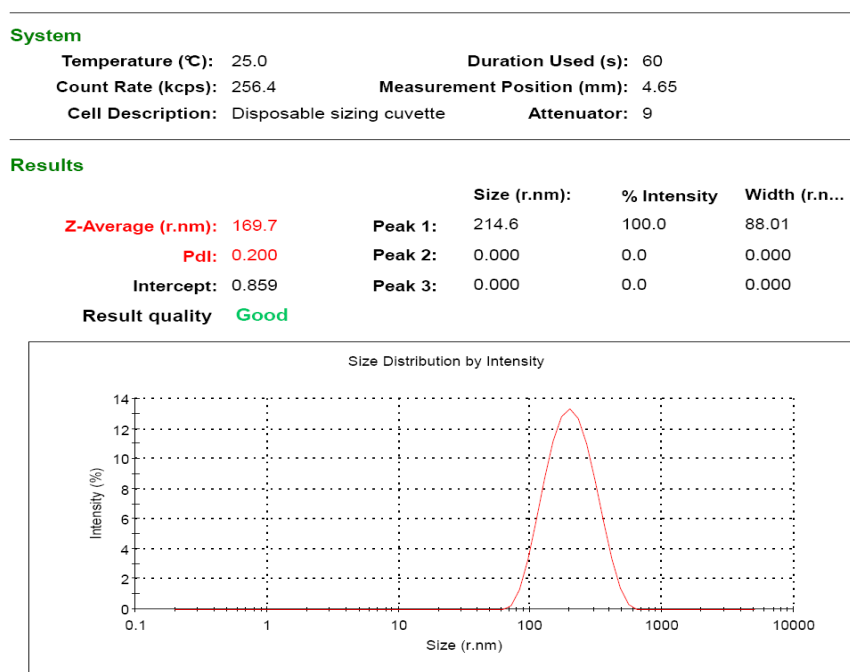 System
Temperature (°C): 25.0 Duration Used (s): 60
Count Rate (kcps): 256.4 Measurement Position (mm): 4.65
Cell Description: Disposable sizing cuvette Attenuator: 9
Results
Size (r.nm): % Intensity Width (r.n...
Z-Average (r.nm): 169.7 Peak 1: 214.6 100.0 88.01
PdI: 0.200 Peak 2: 0.000 0.0 0.000
Intercept: 0.859 Peak 3: 0.000 0.0 0.000
Result quality Good
Size Distribution by Intensity
14
12
10
8
6
4
2
0
Intensity (%)
0.1 1 10 100 1000 10000
Size (r.nm)